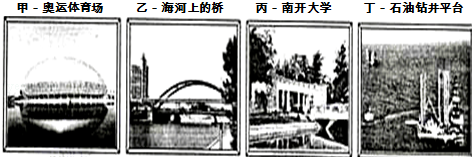 甲－奥运体育场
乙－海河上的桥
丙－南开大学
丁－石油钻井平台